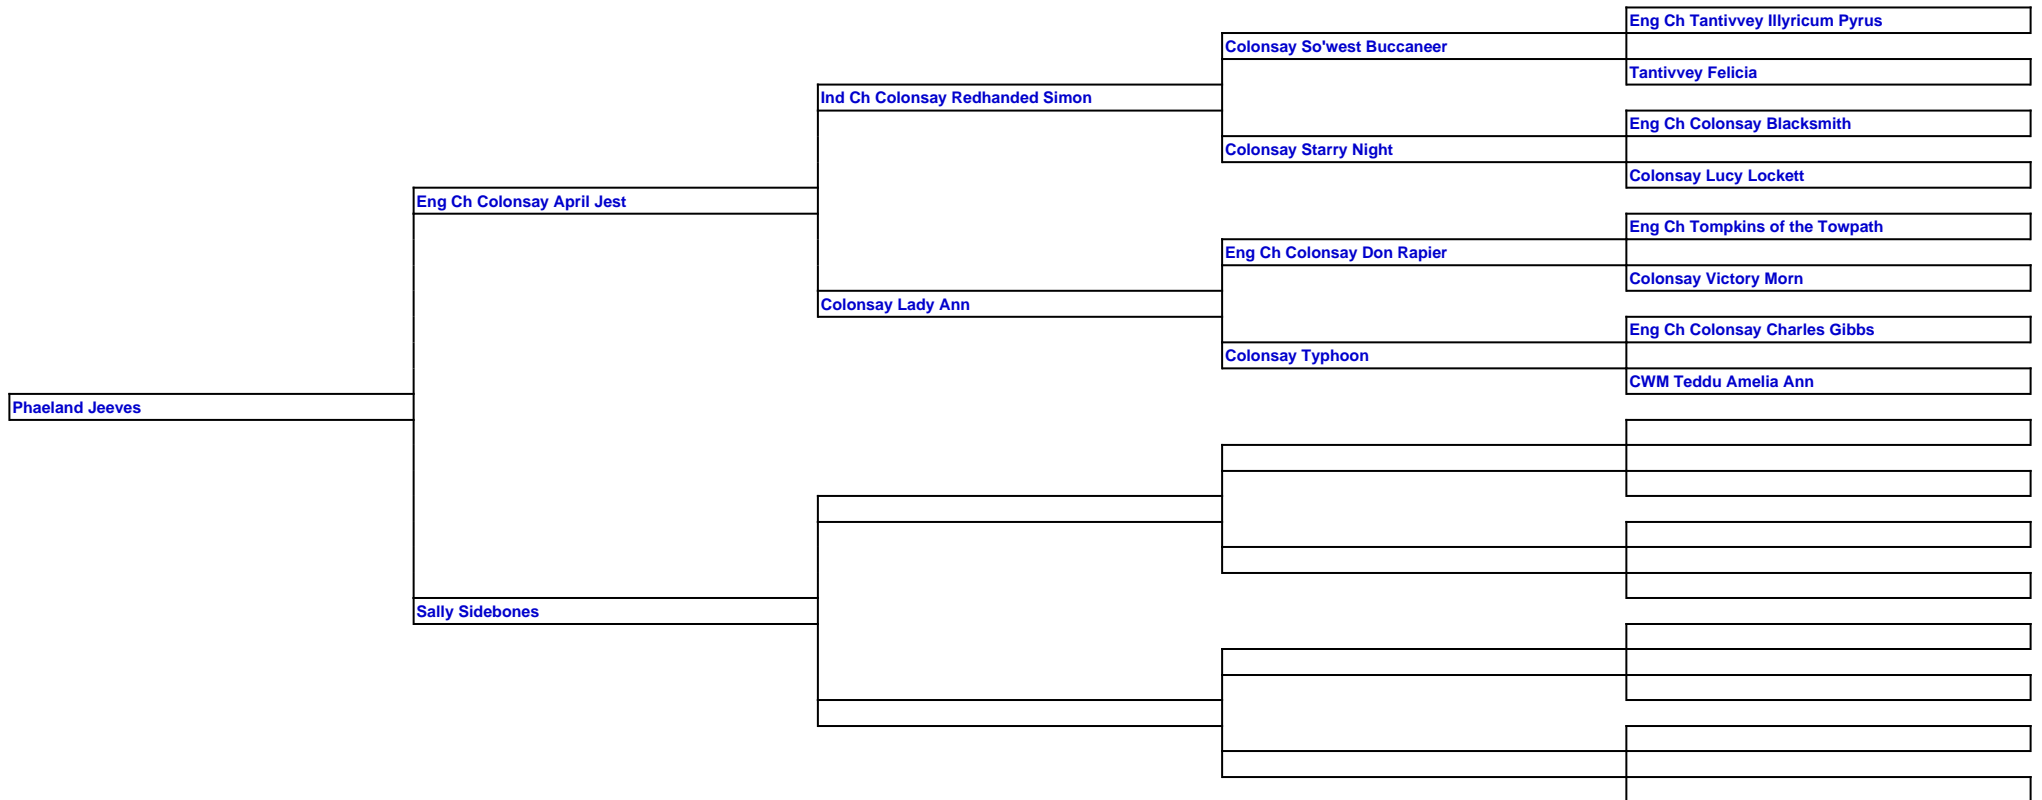 Eng Ch Tantivvey Illyricum Pyrus
Colonsay So'west Buccaneer
Tantivvey Felicia
Ind Ch Colonsay Redhanded Simon
Eng Ch Colonsay Blacksmith
Colonsay Starry Night
Colonsay Lucy Lockett
Eng Ch Colonsay April Jest
Eng Ch Tompkins of the Towpath
Eng Ch Colonsay Don Rapier
Colonsay Victory Morn
Colonsay Lady Ann
Eng Ch Colonsay Charles Gibbs
Colonsay Typhoon
CWM Teddu Amelia Ann
Phaeland Jeeves
Sally Sidebones